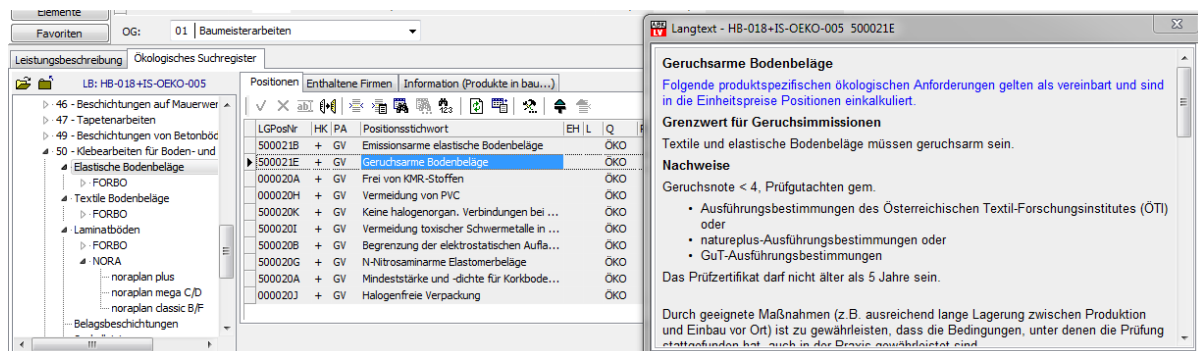 Elemente
Favoriten
OG:
01 Baumeisterarbeiten
Leistungsbeschreibung
Ökologisches Suchregister
LB: HB-018+IS-OEKO-005
46 - Beschichtungen auf Mauerwer
47 - Tapetenarbeiten
49 - Beschichtungen von Betonböd
50 - Klebearbeiten für Boden- und
Elastische Bodenbeläge
FORBO
Textile Bodenbeläge
FORBO
Laminatböden
FORBO
NORA
noraplan plus
noraplan mega C/D
noraplan classic B/F
Belagsbeschichtungen
Positionen
Enthaltene Firmen
Information (Produkte in bau...)
LGPosNr HK PA Positionsstichwort EH L Q
500021B + GV Emissionsarme elastische Bodenbeläge ÖKO
500021E + GV Geruchsarme Bodenbeläge ÖKO
000020A + GV Frei von KMR-Stoffen ÖKO
000020H + GV Vermeidung von PVC ÖKO
500020K + GV Keine halogenorgan. Verbindungen bei ... ÖKO
500020I + GV Vermeidung toxischer Schwermetalle in ... ÖKO
500020B + GV Begrenzung der elektrostatischen Aufla... ÖKO
500020G + GV N-Nitrosaminarme Elastomerbeläge ÖKO
500020A + GV Mindeststärke und -dichte für Korkbode... ÖKO
000020J + GV Halogenfreie Verpackung ÖKO
Langtext - HB-018+IS-OEKO-005 500021E
Geruchsarme Bodenbeläge
Folgende produktspezifischen ökologischen Anforderungen gelten als vereinbart und sind
in die Einheitspreise Positionen einkalkuliert.
Grenzwert für Geruchsimmissionen
Textile und elastische Bodenbeläge müssen geruchsarm sein.
Nachweise
Geruchsnote < 4, Prüfgutachten gem.
• Ausführungsbestimmungen des Österreichischen Textil-Forschungsinstitutes (ÖTI)
oder
• natureplus-Ausführungsbestimmungen oder
• GuT-Ausführungsbestimmungen
Das Prüfzertifikat darf nicht älter als 5 Jahre sein.
Durch geeignete Maßnahmen (z.B. ausreichend lange Lagerung zwischen Produktion
und Einbau vor Ort) ist zu gewährleisten, dass die Bedingungen, unter denen die Prüfung
stattgefunden hat, auch in der Praxis gewährleistet sind